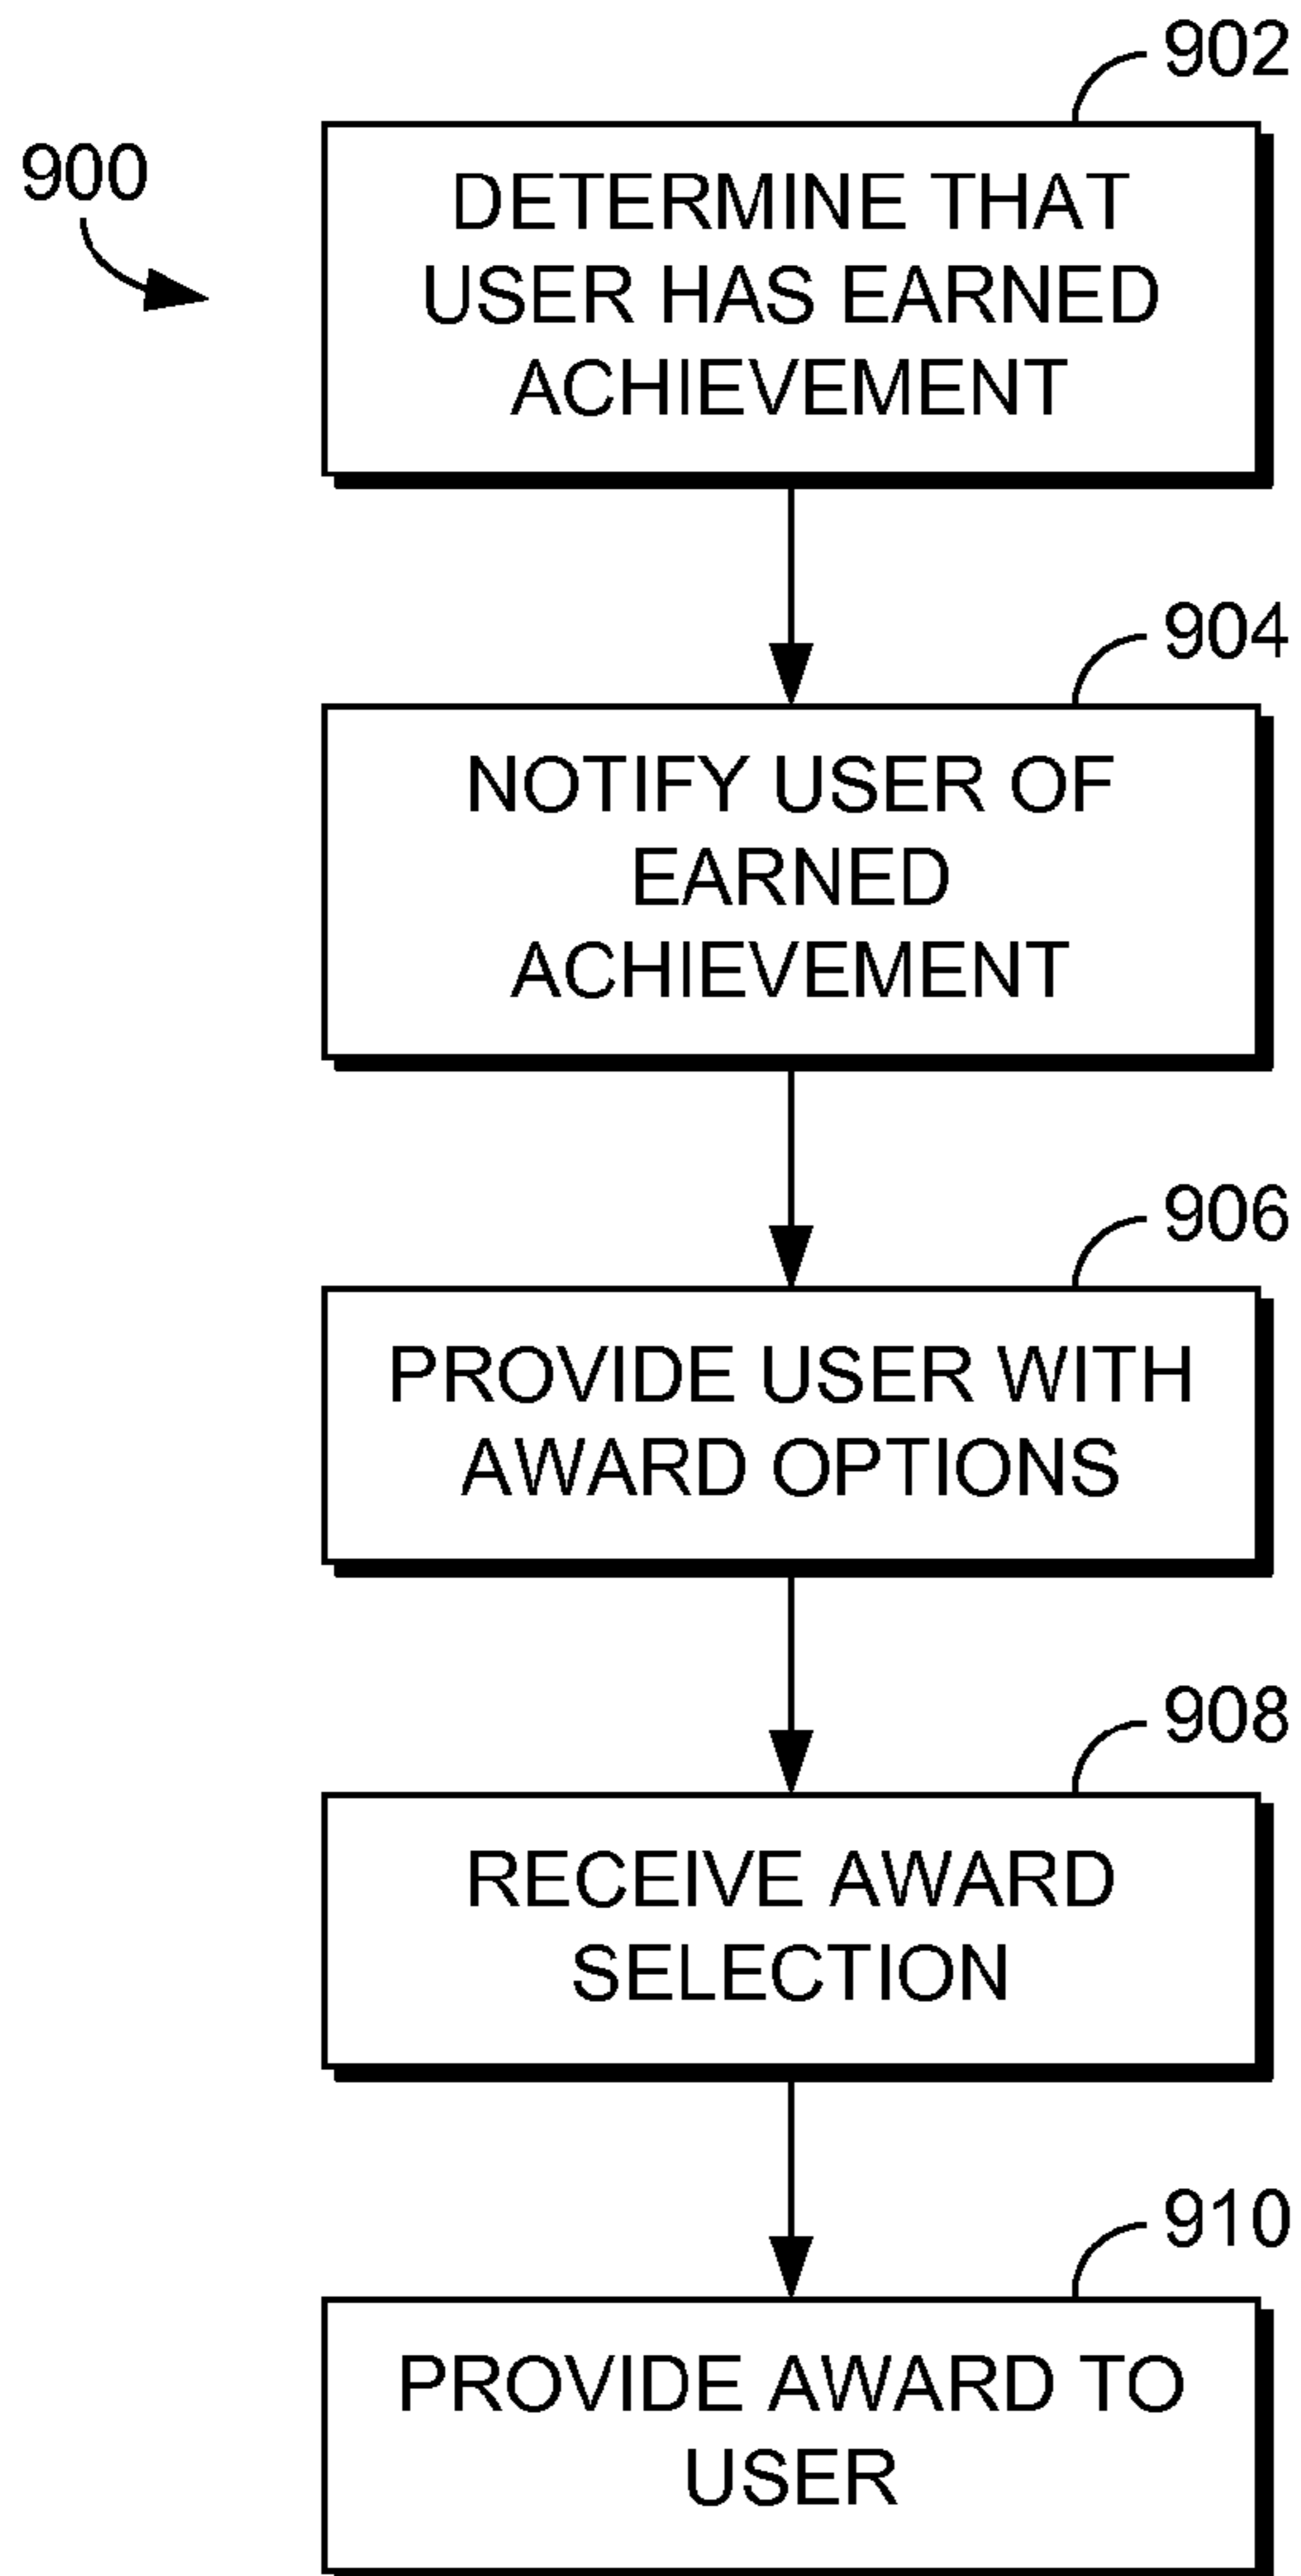 902
900
DETERMINE THAT
USER HAS EARNED
ACHIEVEMENT
904
NOTIFY USER OF
EARNED
ACHIEVEMENT
906
PROVIDE USER WITH
AWARD OPTIONS
908
RECEIVE AWARD
SELECTION
910
PROVIDE AWARD TO
USER